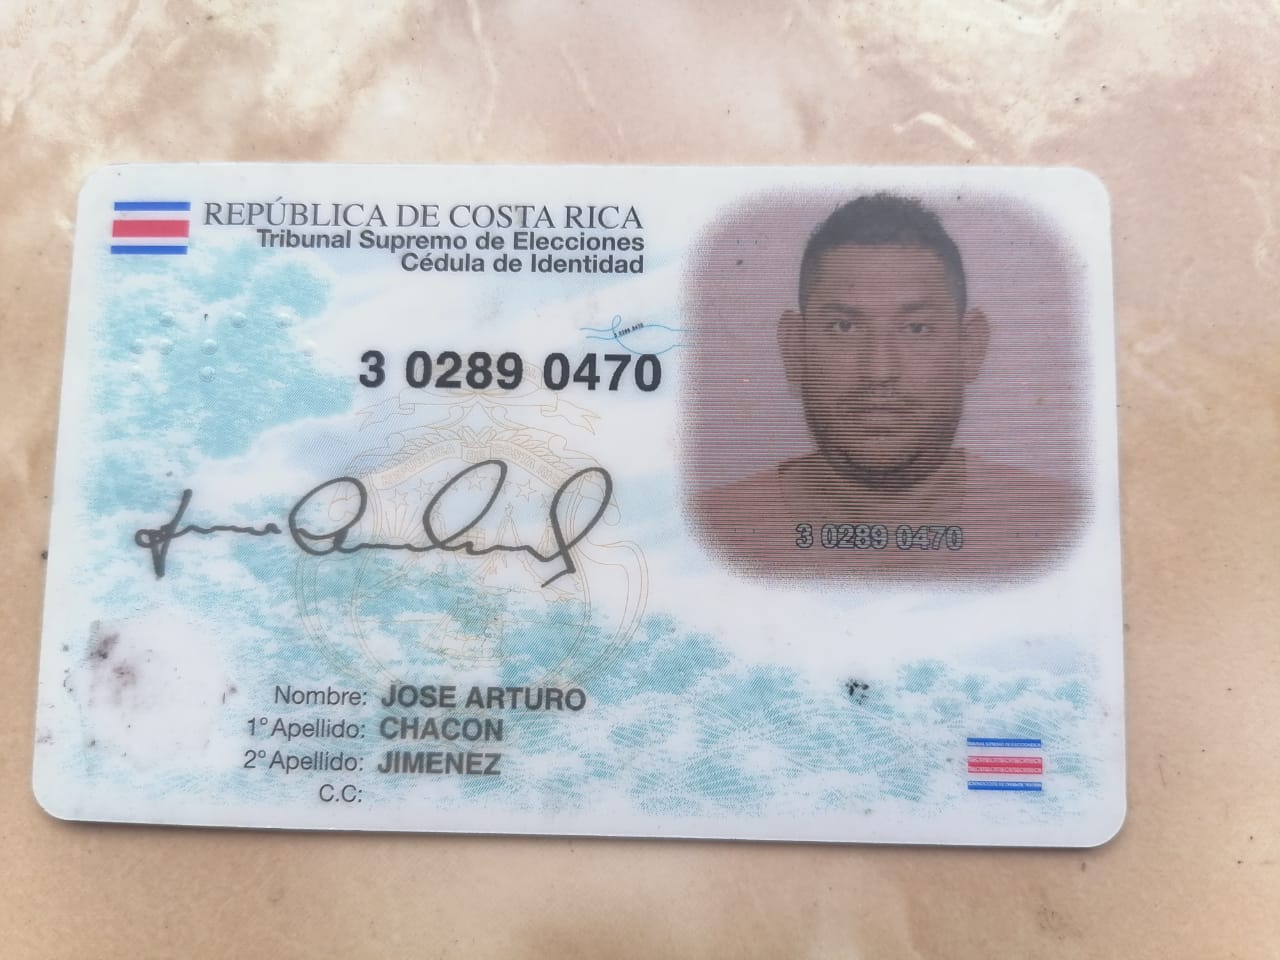 REPÚBLICA DE COSTA RICA
Tribunal Supremo de Elecciones
Cédula de Identidad
3 0289 0470
3 0289 0470
Nombre: JOSE ARTURO
1° Apellido: CHACON
2° Apellido: JIMENEZ
C.C: